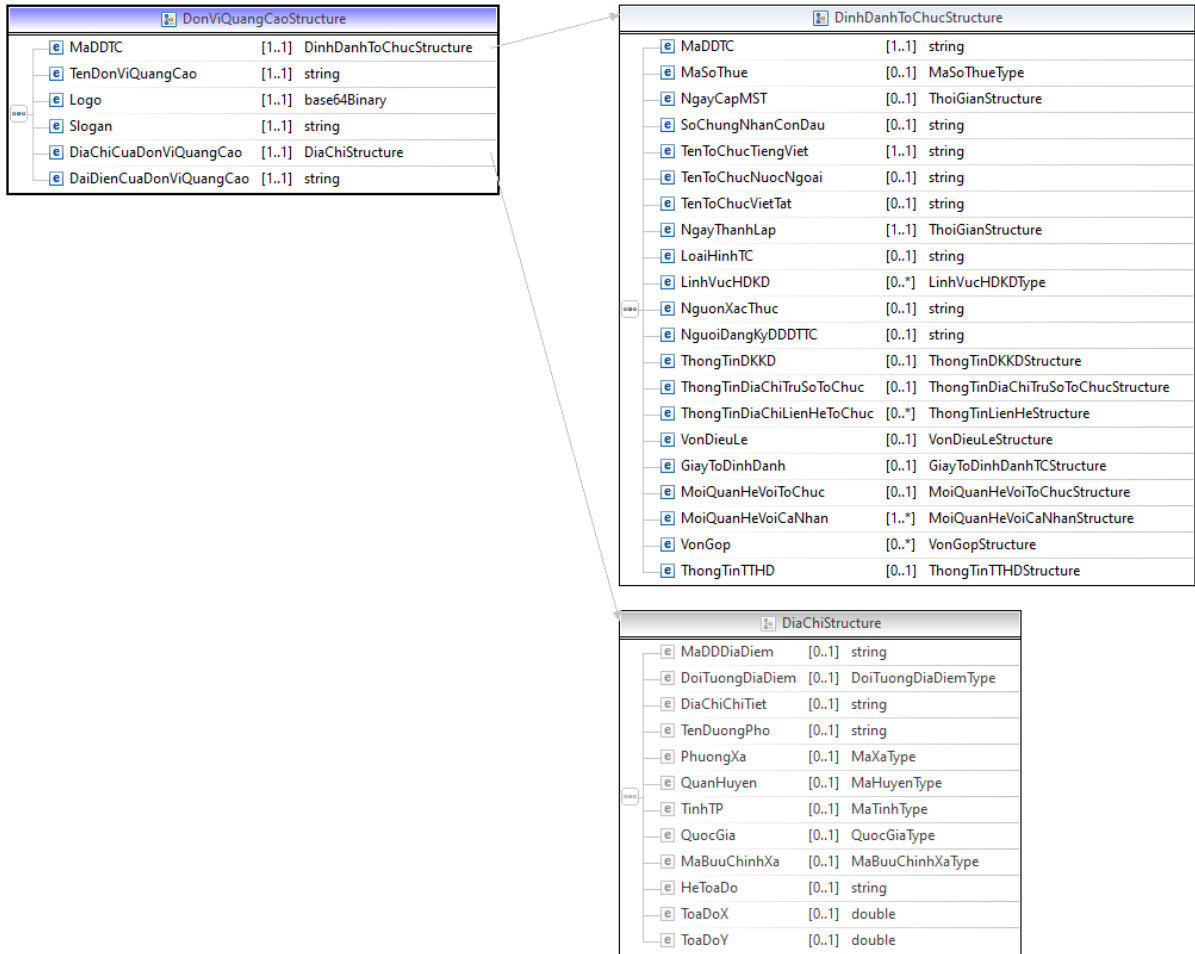 DonViQuangCaoStructure
MaDDTC [1..1] DinhDanhToChucStructure
TenDonViQuangCao [1..1] string
Logo [1..1] base64Binary
Slogan [1..1] string
DiaChiCuaDonViQuangCao [1..1] DiaChiStructure
DaiDienCuaDonViQuangCao [1..1] string
DinhDanhToChucStructure
MaDDTC [1..1] string
MaSoThue [0..1] MaSoThueType
NgayCapMST [0..1] ThoiGianStructure
SoChungNhanConDau [0..1] string
TenToChucTiengViet [1..1] string
TenToChucNuocNgoai [0..1] string
TenToChucVietTat [0..1] string
NgayThanhLap [1..1] ThoiGianStructure
LoaiHinhTC [0..1] string
LinhVucHDKD [0..*] LinhVucHDKDType
NguonXacThuc [0..1] string
NguoiDangKyDDDTTC [0..1] string
ThongTinDKKD [0..1] ThongTinDKKDStructure
ThongTinDiaChiTruSoToChuc [0..1] ThongTinDiaChiTruSoToChucStructure
ThongTinDiaChiLienHeToChuc [0..*] ThongTinLienHeStructure
VonDieuLe [0..1] VonDieuLeStructure
GiayToDinhDanh [0..1] GiayToDinhDanhTCStructure
MoiQuanHeVoiToChuc [0..1] MoiQuanHeVoiToChucStructure
MoiQuanHeVoiCaNhan [1..*] MoiQuanHeVoiCaNhanStructure
VonGop [0..*] VonGopStructure
ThongTinTTHD [0..1] ThongTinTTHDStructure
DiaChiStructure
MaDDDiaDiem [0..1] string
DoiTuongDiaDiem [0..1] DoiTuongDiaDiemType
DiaChiChiTiet [0..1] string
TenDuongPho [0..1] string
PhuongXa [0..1] MaXaType
QuanHuyen [0..1] MaHuyenType
TinhTP [0..1] MaTinhType
QuocGia [0..1] QuocGiaType
MaBuuChinhXa [0..1] MaBuuChinhXaType
HeToaDo [0..1] string
ToaDoX [0..1] double
ToaDoY [0..1] double